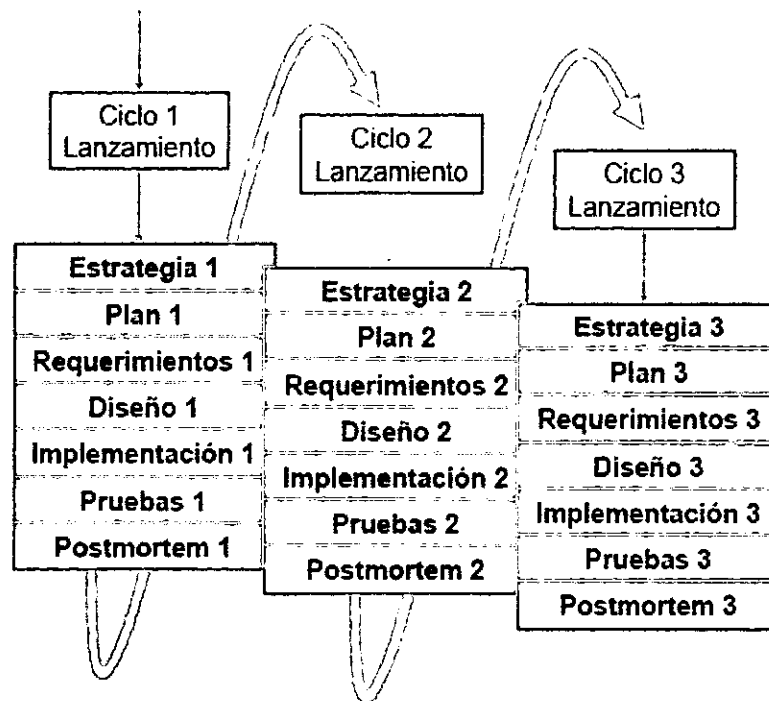 Ciclo 1
Lanzamiento
Estrategia 1
Plan 1
Requerimientos 1
Diseño 1
Implementación 1
Pruebas 1
Postmortem 1
Ciclo 2
Lanzamiento
Estrategia 2
Plan 2
Requerimientos 2
Diseño 2
Implementación 2
Pruebas 2
Postmortem 2
Ciclo 3
Lanzamiento
Estrategia 3
Plan 3
Requerimientos 3
Diseño 3
Implementación 3
Pruebas 3
Postmortem 3